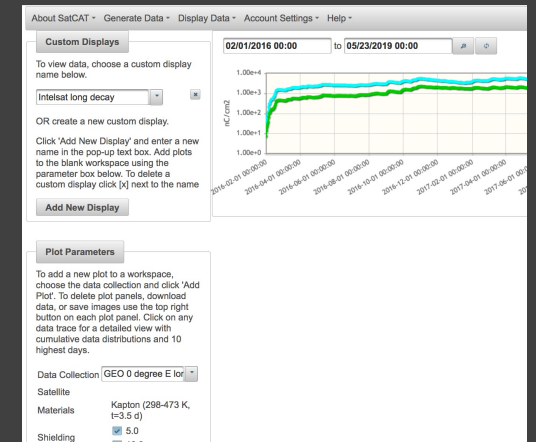 About SatCAT Generate Data Display Data Account Settings Help
Custom Displays
To view data, choose a custom display
name below.
Intelsat long decay
OR create a new custom display.
Click 'Add New Display' and enter a new
name in the pop-up text box. Add plots
to the blank workspace using the
parameter box below. To delete a
custom display click [x] next to the name
Add New Display
02/01/2016 00:00 to 05/23/2019 00:00
1.00e+4
1.00e+3
1.00e+2
1.00e+1
1.00e+0
nC/cm2
2016-02-01 00:00:00
2016-04-01 00:00:00
2016-06-01 00:00:00
2016-08-01 00:00:00
2016-10-01 00:00:00
2016-12-01 00:00:00
2017-02-01 00:00:00
2017-04-01 00:00:00
2017-06-01 00:0
Plot Parameters
To add a new plot to a workspace,
choose the data collection and click 'Add
Plot'. To delete plot panels, download
data, or save images use the top right
button on each plot panel. Click on any
data trace for a detailed view with
cumulative data distributions and 10
highest days.
Data Collection GEO 0 degree E lor
Satellite
Materials Kapton (298-473 K,
t=3.5 d)
Shielding 5.0